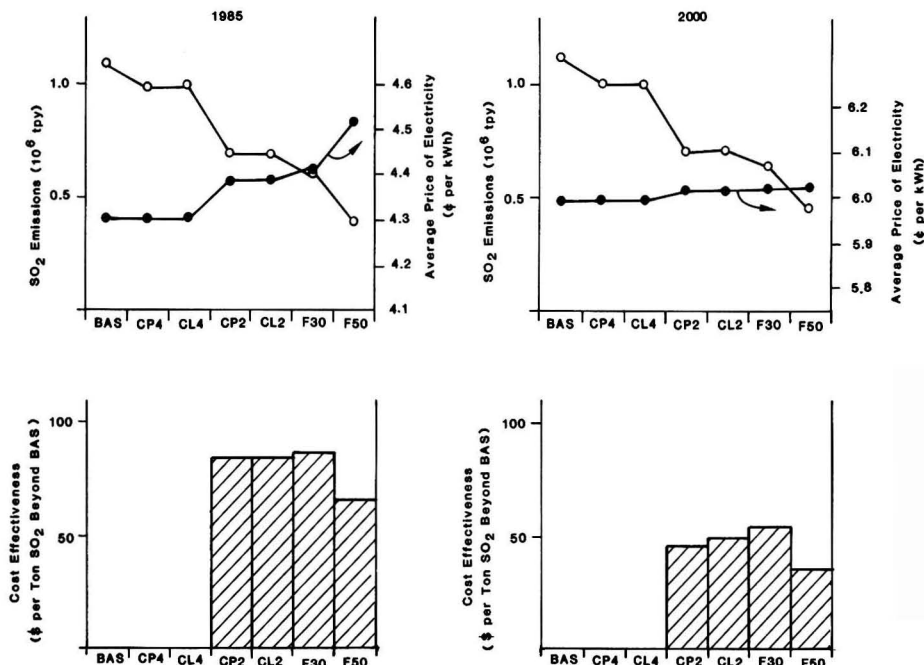 1985
SO2 Emissions (10^6 tpy)
1.0
0.5
4.6
4.5
4.4
4.3
4.2
4.1
Average Price of Electricity
(¢ per kWh)
BAS CP4 CL4 CP2 CL2 F30 F50
2000
SO2 Emissions (10^6 tpy)
1.0
0.5
6.2
6.1
6.0
5.9
5.8
Average Price of Electricity
(¢ per kWh)
BAS CP4 CL4 CP2 CL2 F30 F50
Cost Effectiveness
($ per Ton SO2 Beyond BAS)
100
50
BAS CP4 CL4 CP2 CL2 F30 F50
Cost Effectiveness
($ per Ton SO2 Beyond BAS)
100
50
BAS CP4 CL4 CP2 CL2 F30 F50